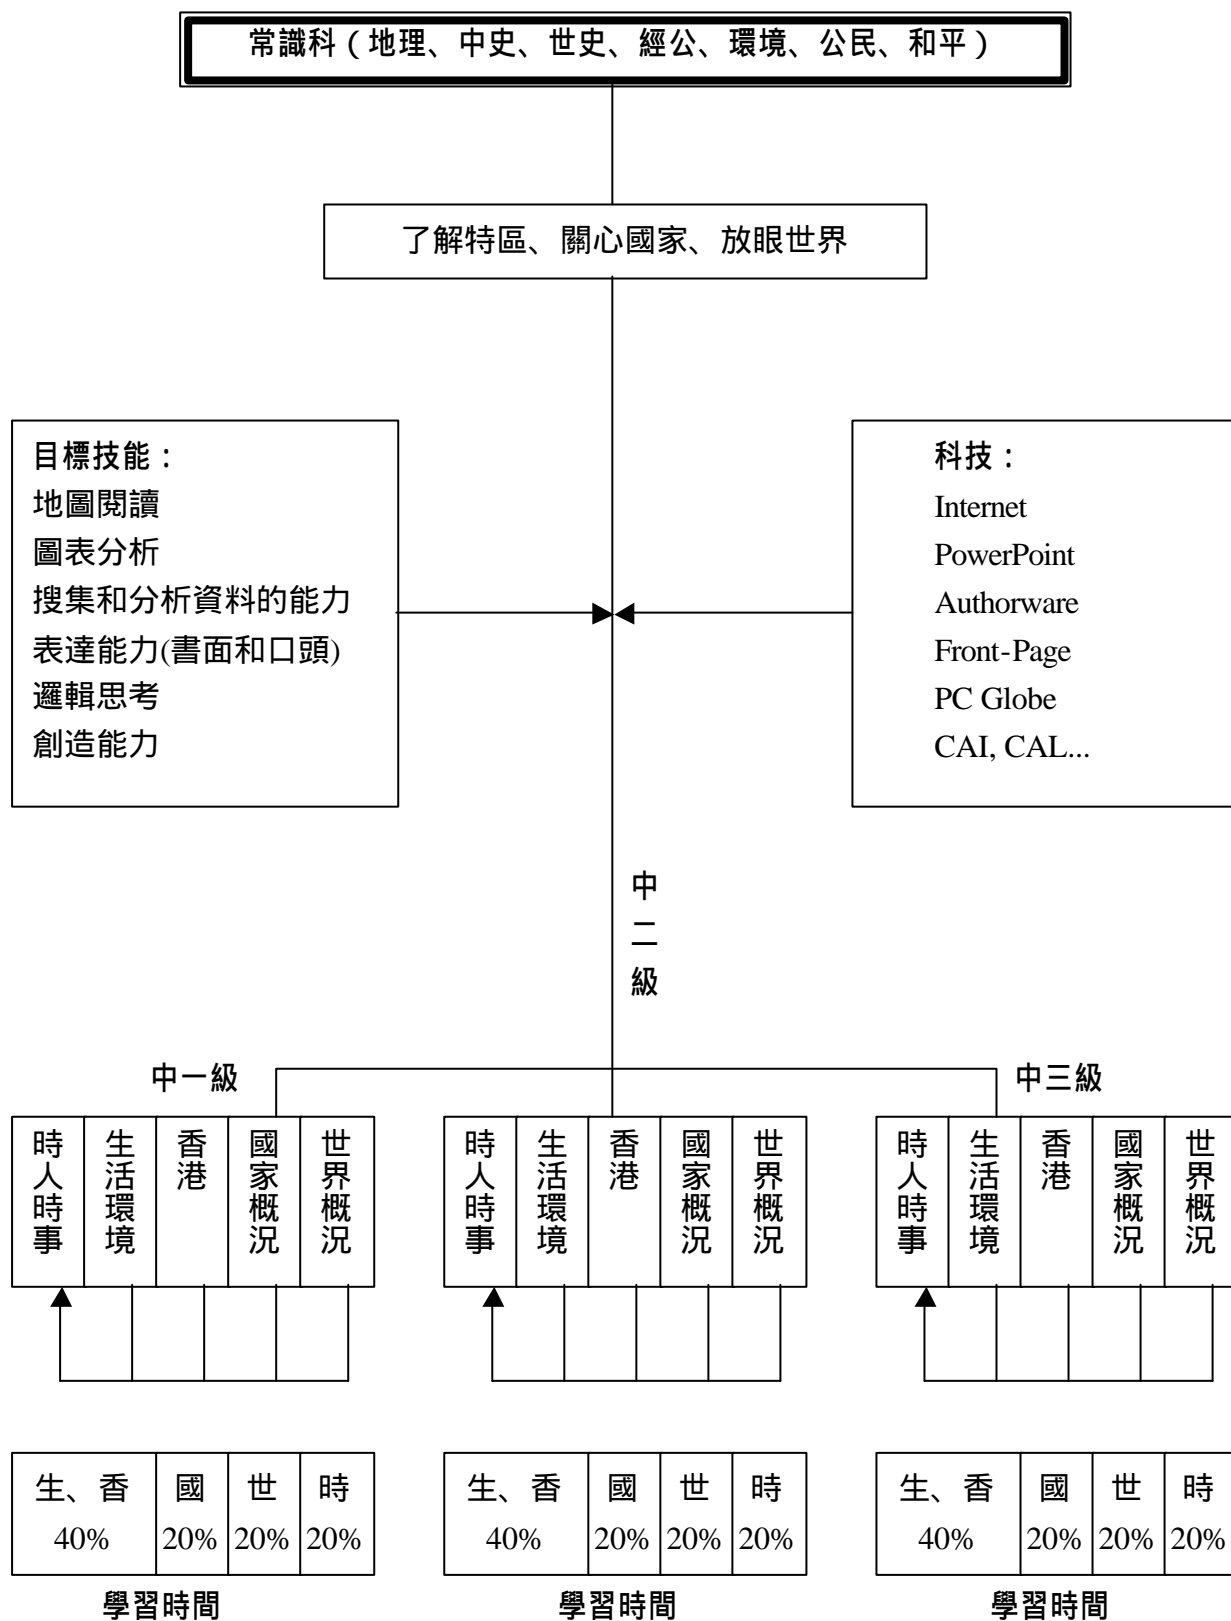 常識科（地理、中史、世史、經公、環境、公民、和平）
了解特區、關心國家、放眼世界
目標技能：
地圖閱讀
圖表分析
搜集和分析資料的能力
表達能力(書面和口頭)
邏輯思考
創造能力
科技：
Internet
PowerPoint
Authorware
Front-Page
PC Globe
CAI, CAL...
中二級
中一級
中三級
時人時事
生活環境
香港
國家概況
世界概況
時人時事
生活環境
香港
國家概況
世界概況
時人時事
生活環境
香港
國家概況
世界概況
生、香 國 世 時
40% 20% 20% 20%
學習時間
生、香 國 世 時
40% 20% 20% 20%
學習時間
生、香 國 世 時
40% 20% 20% 20%
學習時間